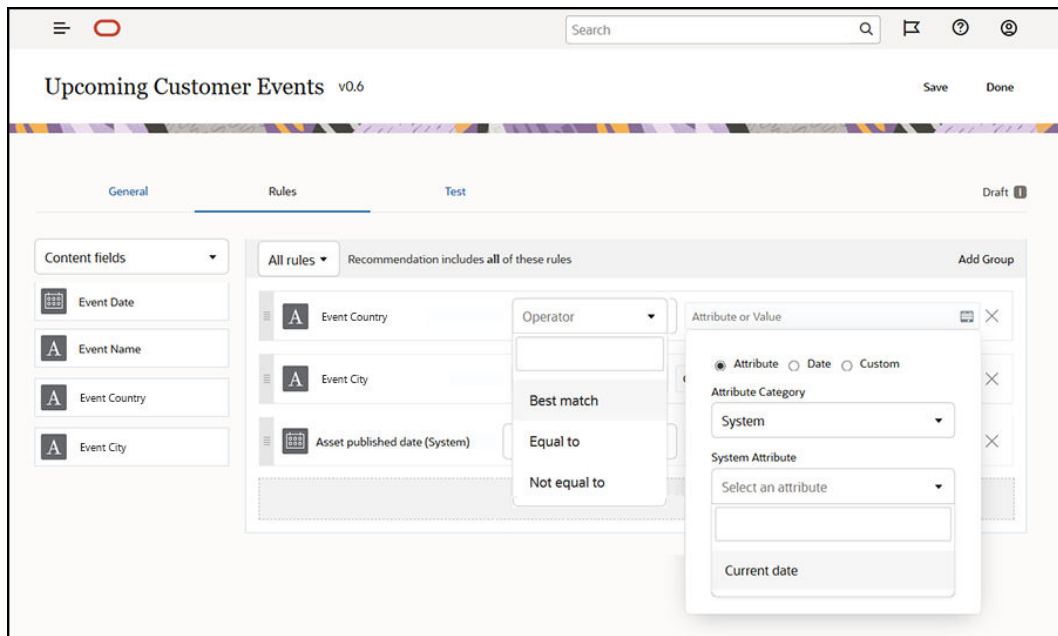 Search
Upcoming Customer Events v0.6
Save Done
General Rules Test Draft
Content fields
Event Date
Event Name
Event Country
Event City
All rules Recommendation includes all of these rules Add Group
Event Country Operator Attribute or Value
Event City
Asset published date (System)
Best match
Equal to
Not equal to
Attribute Date Custom
Attribute Category
System
System Attribute
Select an attribute
Current date